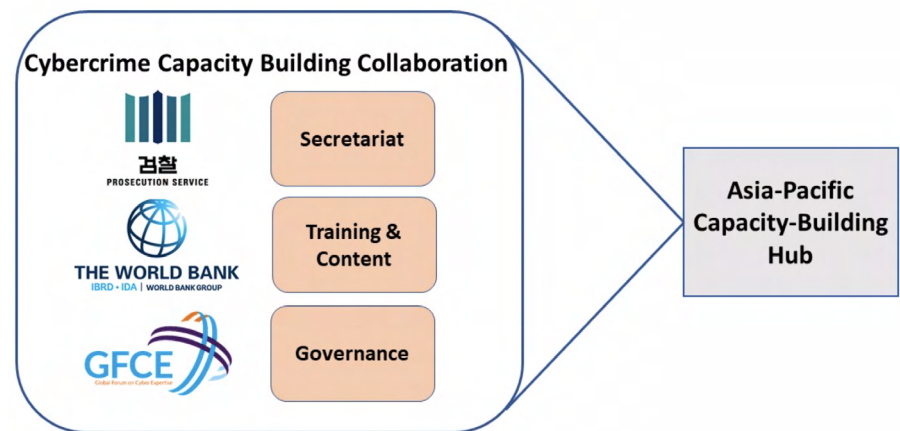 Cybercrime Capacity Building Collaboration
검찰
PROSECUTION SERVICE
Secretariat
THE WORLD BANK
IBRD • IDA | WORLD BANK GROUP
Training &
Content
GFCE
Global Forum on Cyber Expertise
Governance
Asia-Pacific
Capacity-Building
Hub